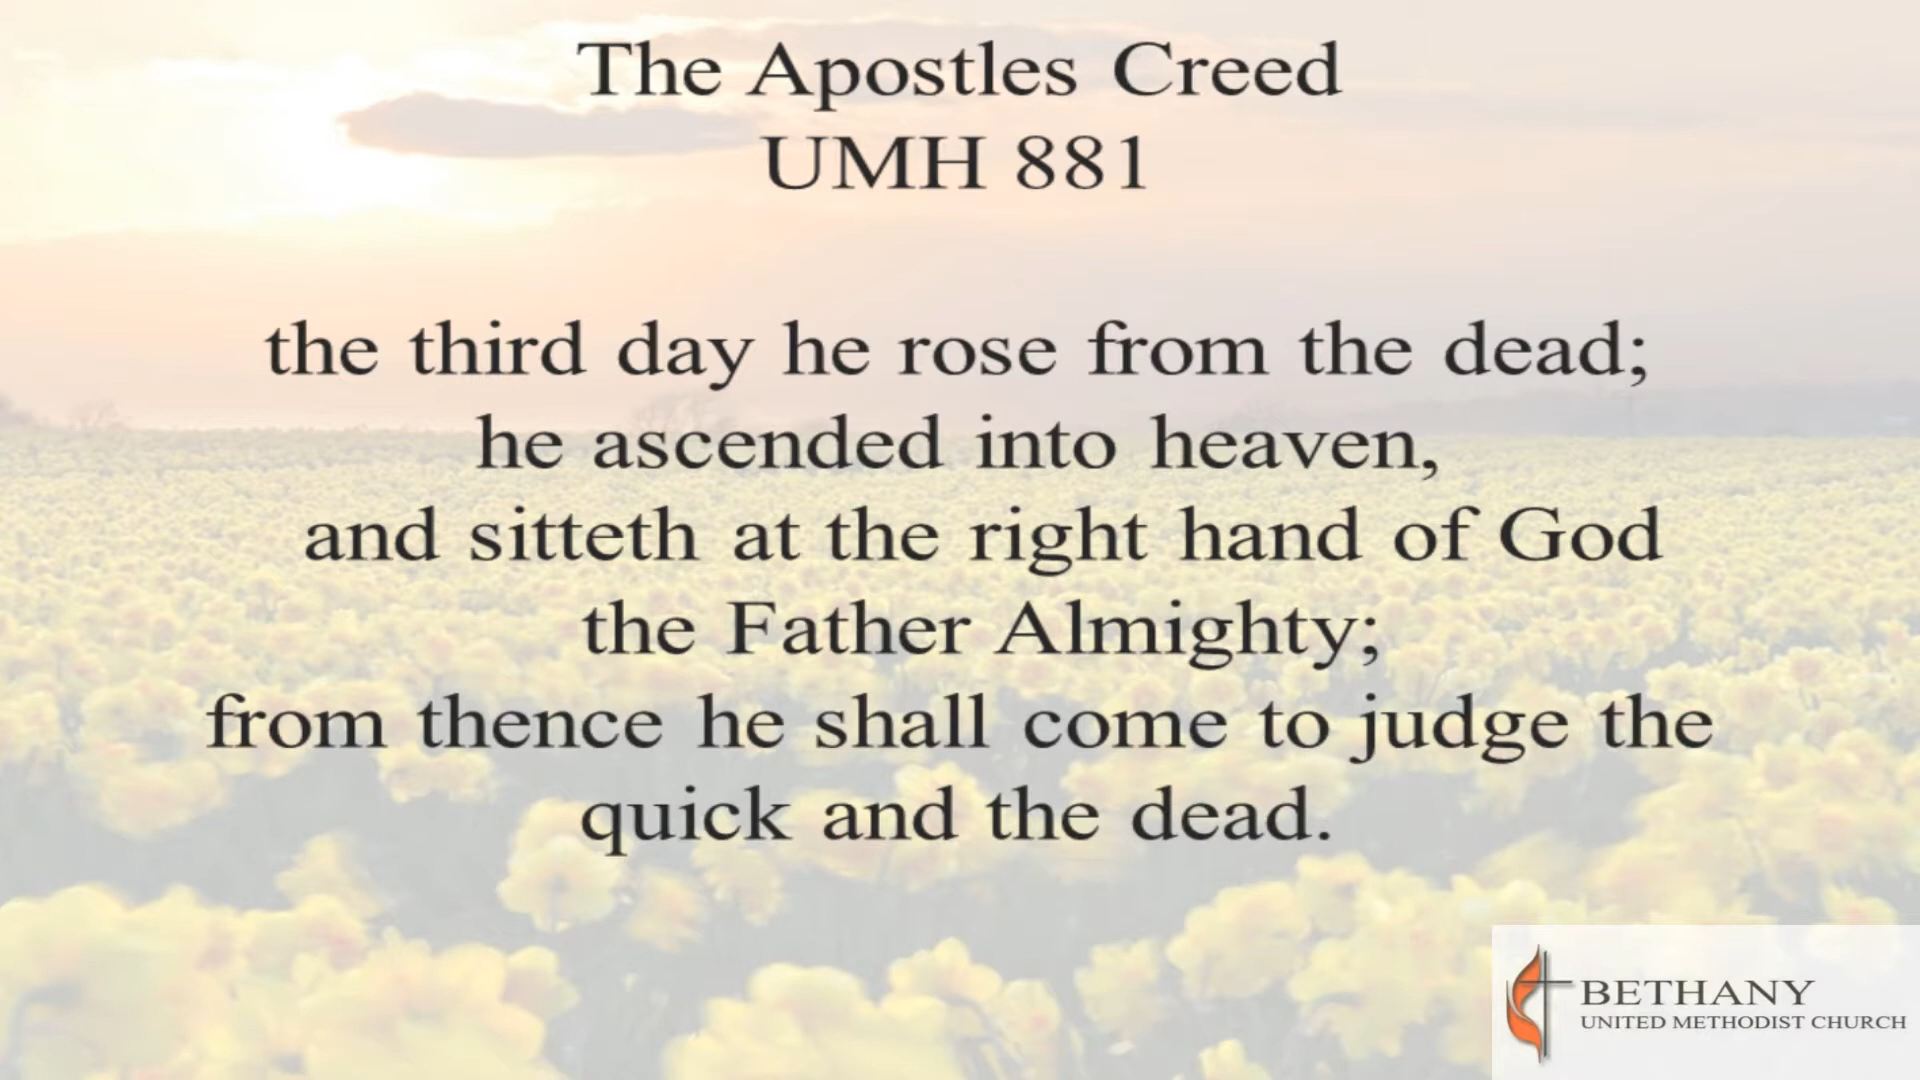 The Apostles Creed
UMH 881
the third day he rose from the dead;
he ascended into heaven,
and sitteth at the right hand of God
the Father Almighty;
from thence he shall come to judge the
quick and the dead.
BETHANY
UNITED METHODIST CHURCH